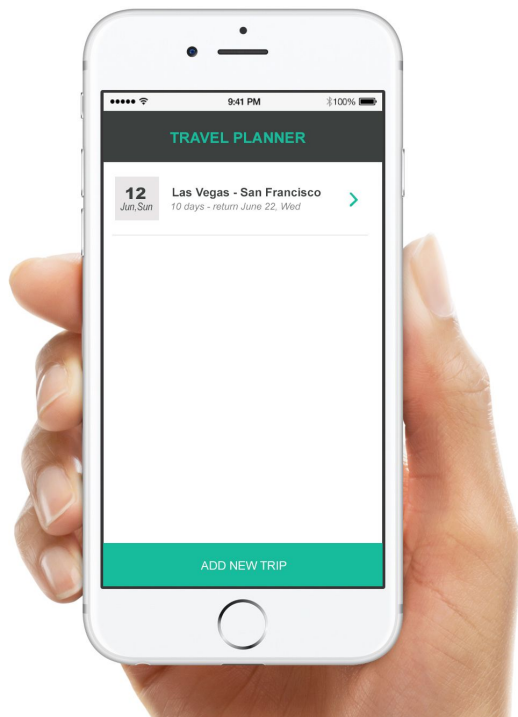 9:41 PM 100%
TRAVEL PLANNER
12
Jun,Sun
Las Vegas - San Francisco
10 days - return June 22, Wed
ADD NEW TRIP